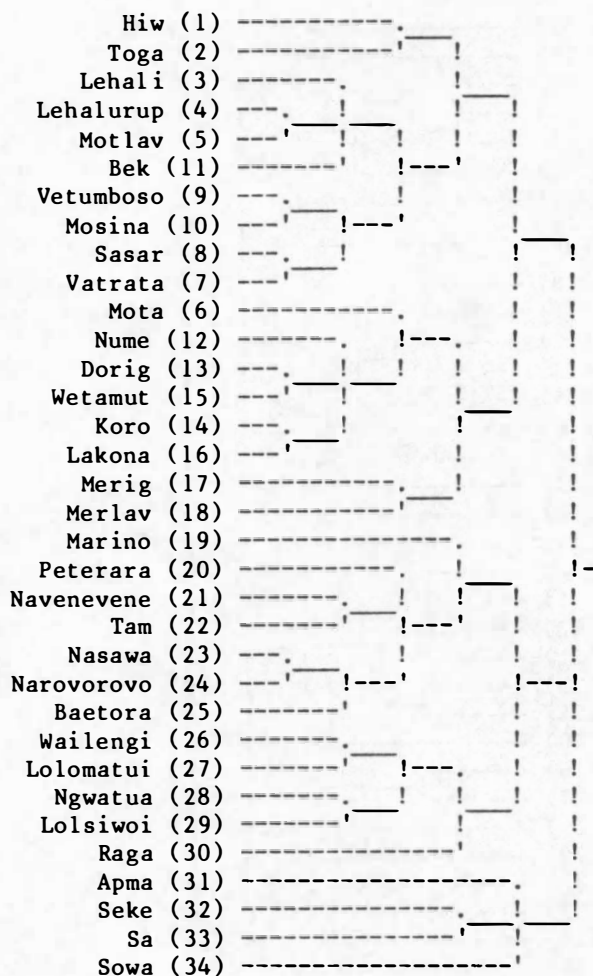 Hiw (1)
Toga (2)
Lehali (3)
Lehalurup (4)
Motlav (5)
Bek (11)
Vetumboso (9)
Mosina (10)
Sasar (8)
Vatrata (7)
Mota (6)
Nume (12)
Dorig (13)
Wetamut (15)
Koro (14)
Lakona (16)
Merig (17)
Merlav (18)
Marino (19)
Peterara (20)
Navenevene (21)
Tam (22)
Nasawa (23)
Narovorovo (24)
Baetora (25)
Wailengi (26)
Lolomatui (27)
Ngwatua (28)
Lolsiwoi (29)
Raga (30)
Apma (31)
Seke (32)
Sa (33)
Sowa (34)